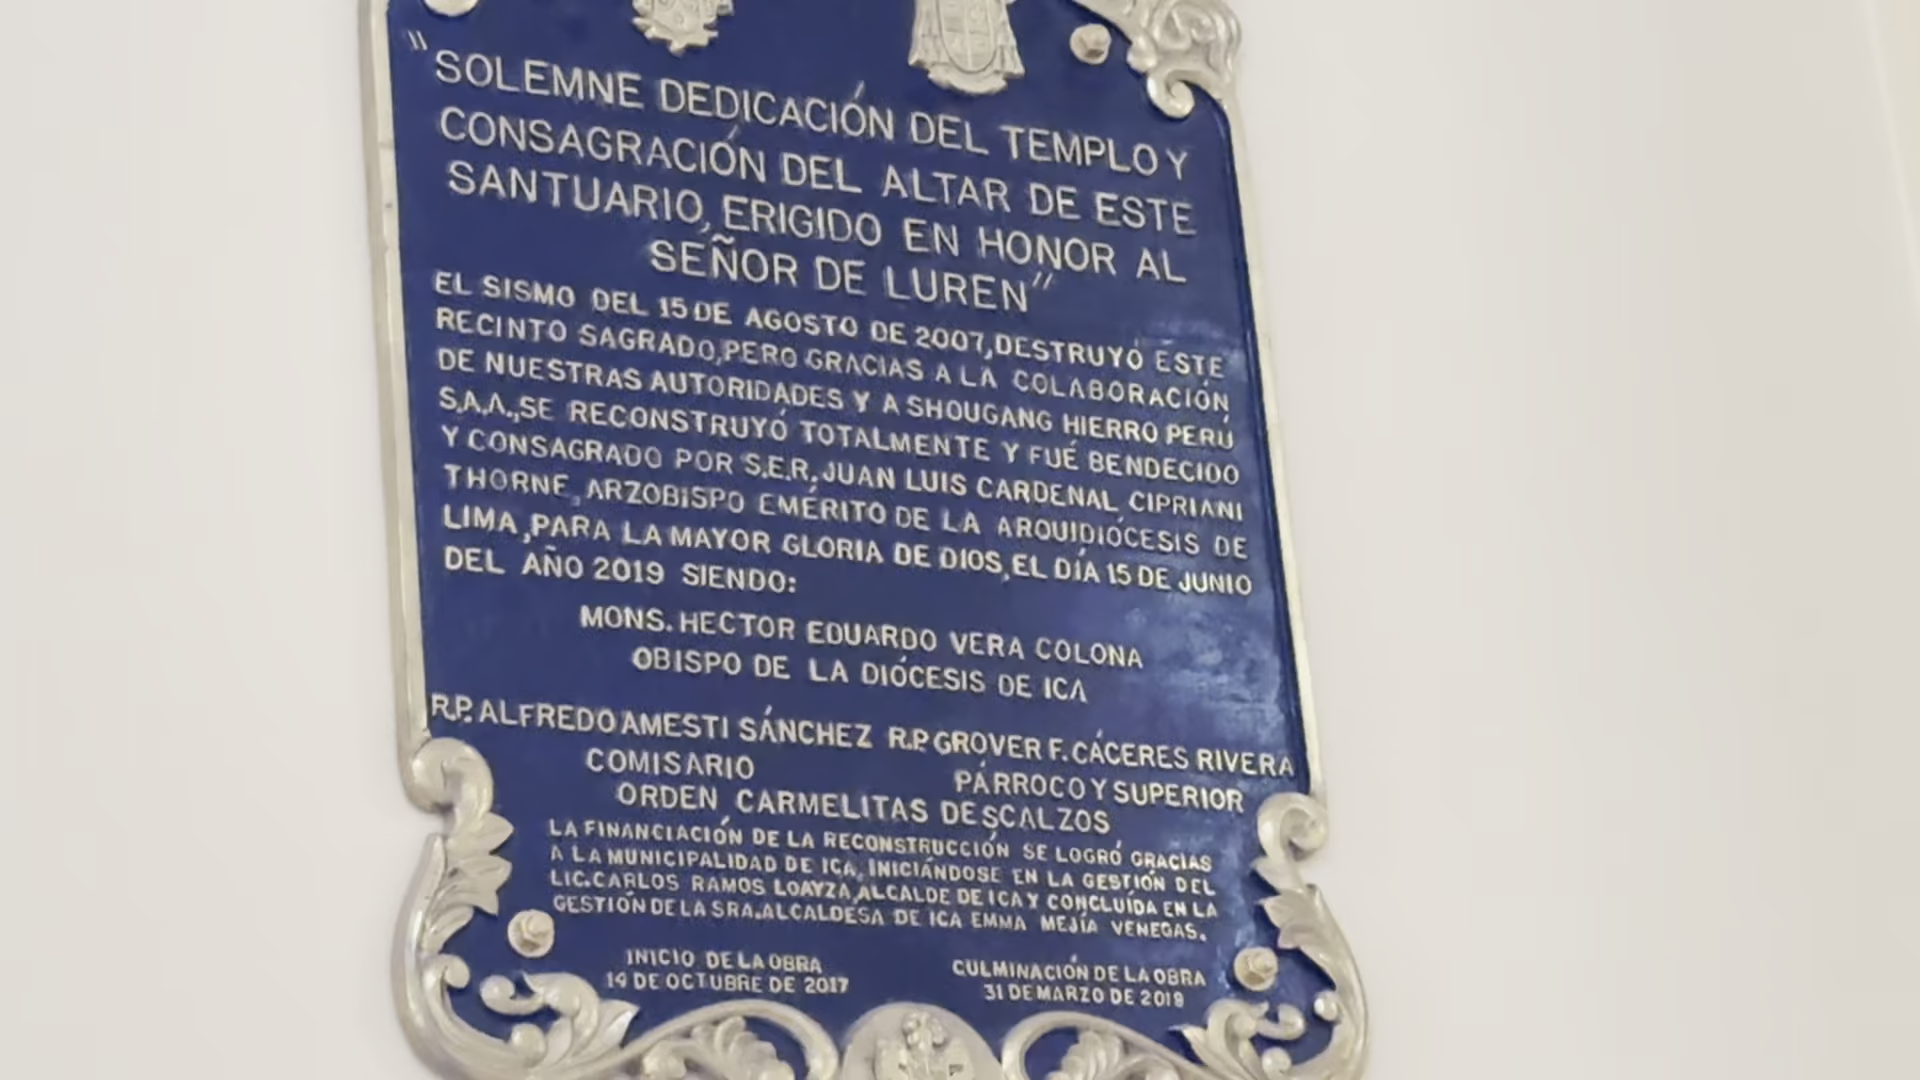 "SOLEMNE DEDICACIÓN DEL TEMPLO Y
CONSAGRACIÓN DEL ALTAR DE ESTE
SANTUARIO, ERIGIDO EN HONOR AL
SEÑOR DE LUREN"
EL SISMO DEL 15 DE AGOSTO DE 2007, DESTRUYÓ ESTE
RECINTO SAGRADO, PERO GRACIAS A LA COLABORACIÓN
DE NUESTRAS AUTORIDADES Y A SHOUGANG HIERRO PERÚ
S.A.A., SE RECONSTRUYÓ TOTALMENTE Y FUÉ BENDECIDO
Y CONSAGRADO POR S.E.R. JUAN LUIS CARDENAL CIPRIANI
THORNE, ARZOBISPO EMÉRITO DE LA ARQUIDIÓCESIS DE
LIMA, PARA LA MAYOR GLORIA DE DIOS, EL DÍA 15 DE JUNIO
DEL AÑO 2019 SIENDO:
MONS. HECTOR EDUARDO VERA COLONA
OBISPO DE LA DIÓCESIS DE ICA
R.P. ALFREDO AMESTI SÁNCHEZ R.P. GROVER F. CÁCERES RIVERA
COMISARIO PÁRROCO Y SUPERIOR
ORDEN CARMELITAS DESCALZOS
LA FINANCIACIÓN DE LA RECONSTRUCCIÓN SE LOGRÓ GRACIAS
A LA MUNICIPALIDAD DE ICA, INICIÁNDOSE EN LA GESTIÓN DEL
LIC. CARLOS RAMOS LOAYZA, ALCALDE DE ICA Y CONCLUÍDA EN LA
GESTIÓN DE LA SRA. ALCALDESA DE ICA EMMA MEJÍA VENEGAS.
INICIO DE LA OBRA CULMINACIÓN DE LA OBRA
14 DE OCTUBRE DE 2017 31 DE MARZO DE 2019